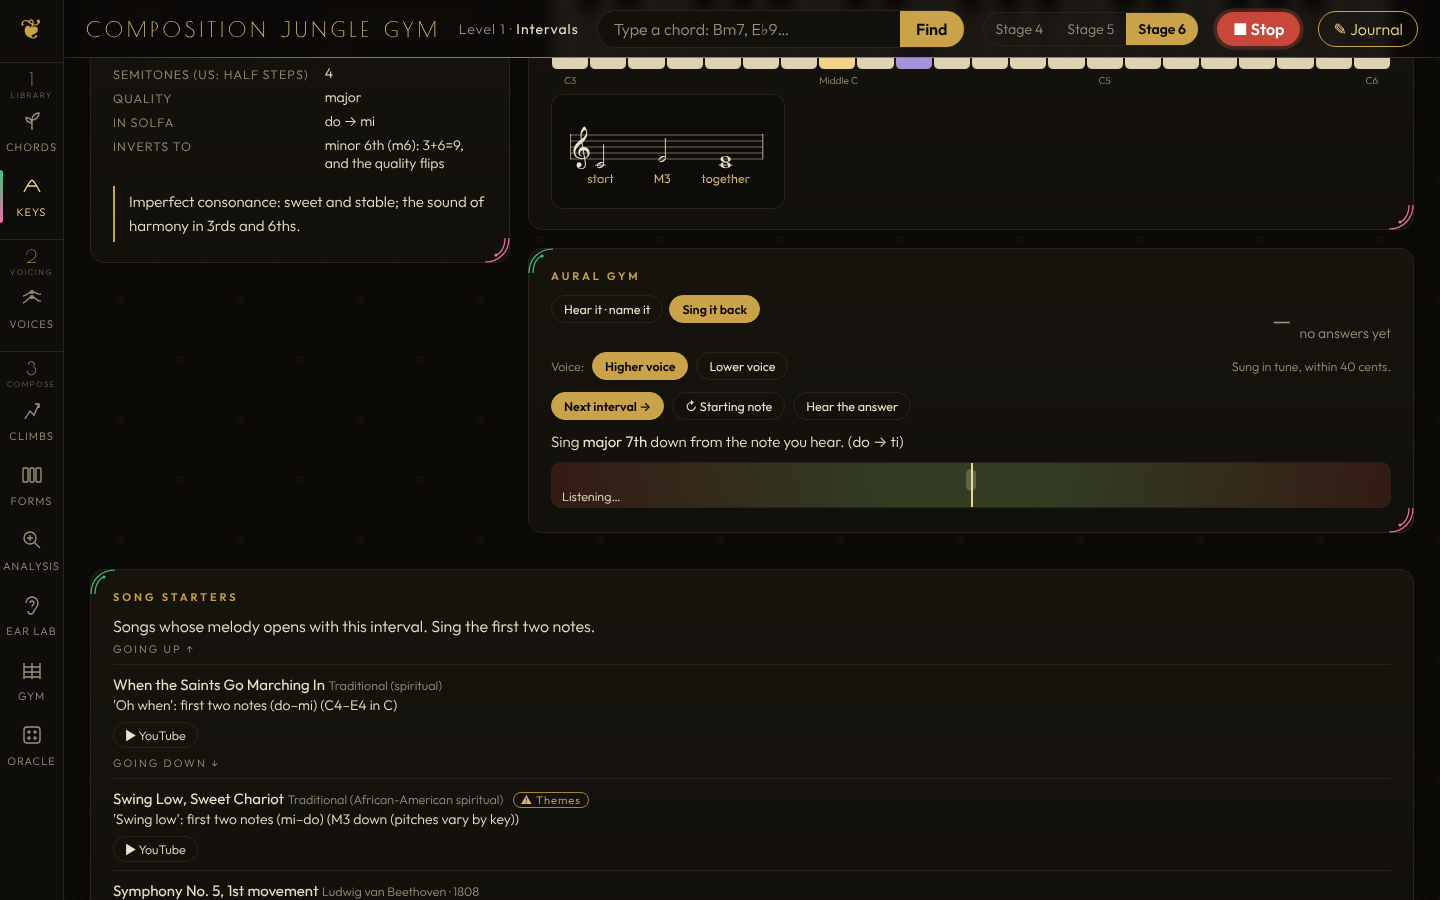 COMPOSITION JUNGLE GYM
Level 1 · Intervals
Type a chord: Bm7, E♭9…
Find
Stage 4
Stage 5
Stage 6
Stop
✎ Journal
1
LIBRARY
CHORDS
KEYS
2
VOICING
VOICES
3
COMPOSE
CLIMBS
FORMS
ANALYSIS
EAR LAB
GYM
ORACLE
SEMITONES (US: HALF STEPS) 4
QUALITY major
IN SOLFA do → mi
INVERTS TO minor 6th (m6): 3+6=9,
and the quality flips
Imperfect consonance: sweet and stable; the sound of
harmony in 3rds and 6ths.
C3
Middle C
C5
C6
start
M3
together
AURAL GYM
Hear it · name it
Sing it back
— no answers yet
Voice:
Higher voice
Lower voice
Sung in tune, within 40 cents.
Next interval →
↻ Starting note
Hear the answer
Sing major 7th down from the note you hear. (do → ti)
Listening…
SONG STARTERS
Songs whose melody opens with this interval. Sing the first two notes.
GOING UP ↑
When the Saints Go Marching In Traditional (spiritual)
'Oh when': first two notes (do–mi) (C4–E4 in C)
▶ YouTube
GOING DOWN ↓
Swing Low, Sweet Chariot Traditional (African-American spiritual) ⚠ Themes
'Swing low': first two notes (mi–do) (M3 down (pitches vary by key))
▶ YouTube
Symphony No. 5, 1st movement Ludwig van Beethoven · 1808